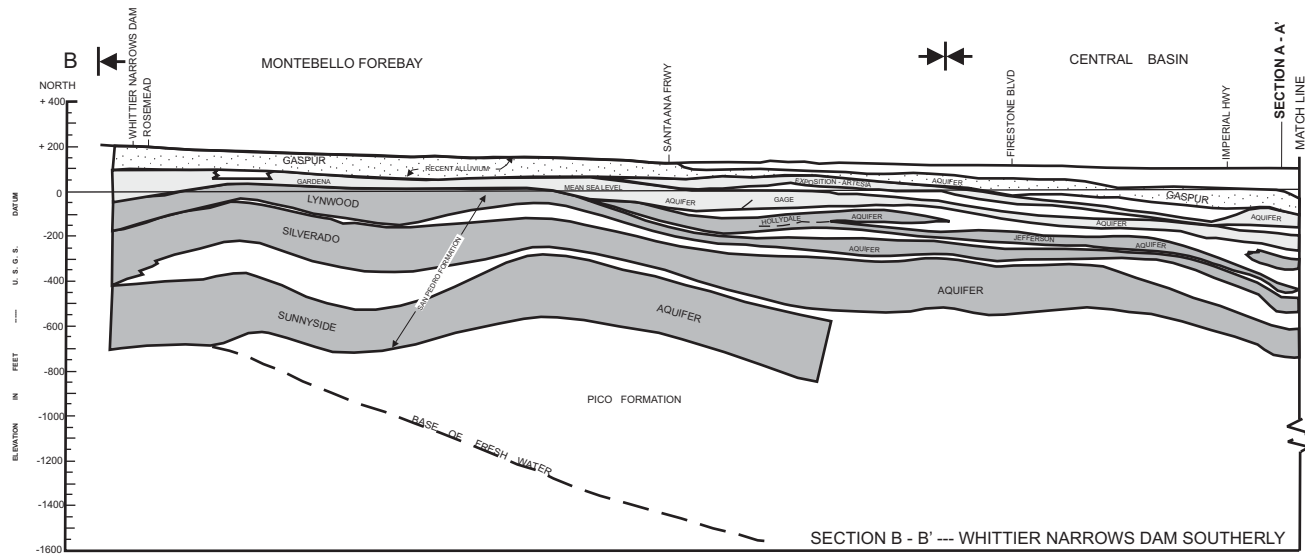 B
MONTEBELLO FOREBAY
CENTRAL BASIN
NORTH
WHITTIER NARROWS DAM
ROSEMEAD
SANTA ANA FRWY
FIRESTONE BLVD
IMPERIAL HWY
SECTION A - A'
MATCH LINE
+ 400
+ 200
0
-200
-400
-600
-800
-1000
-1200
-1400
-1600
ELEVATION IN FEET --- U.S.G.S. DATUM
GASPUR
RECENT ALLUVIUM
GARDENA
MEAN SEA LEVEL
EXPOSITION - ARTESIA
AQUIFER
LYNWOOD
AQUIFER
GAGE
GASPUR
HOLLYDALE
AQUIFER
AQUIFER
SILVERADO
AQUIFER
JEFFERSON
AQUIFER
SAN PEDRO FORMATION
AQUIFER
SUNNYSIDE
AQUIFER
PICO FORMATION
BASE OF FRESH WATER
SECTION B - B' --- WHITTIER NARROWS DAM SOUTHERLY